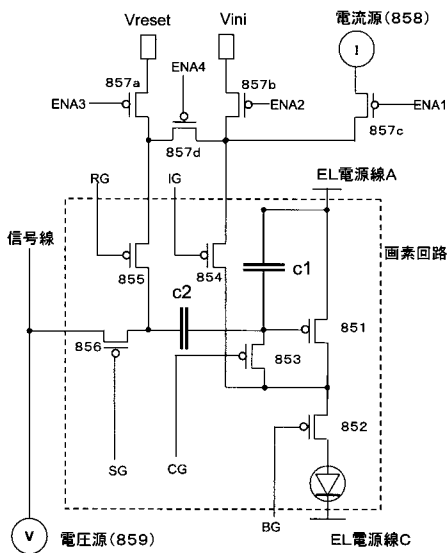 Vreset
Vini
電流源(858)
I
ENA3
857a
ENA4
857b
ENA2
ENA1
857c
857d
RG
IG
EL電源線A
信号線
画素回路
c1
855
854
c2
851
856
853
852
SG
CG
BG
V
電圧源(859)
EL電源線C